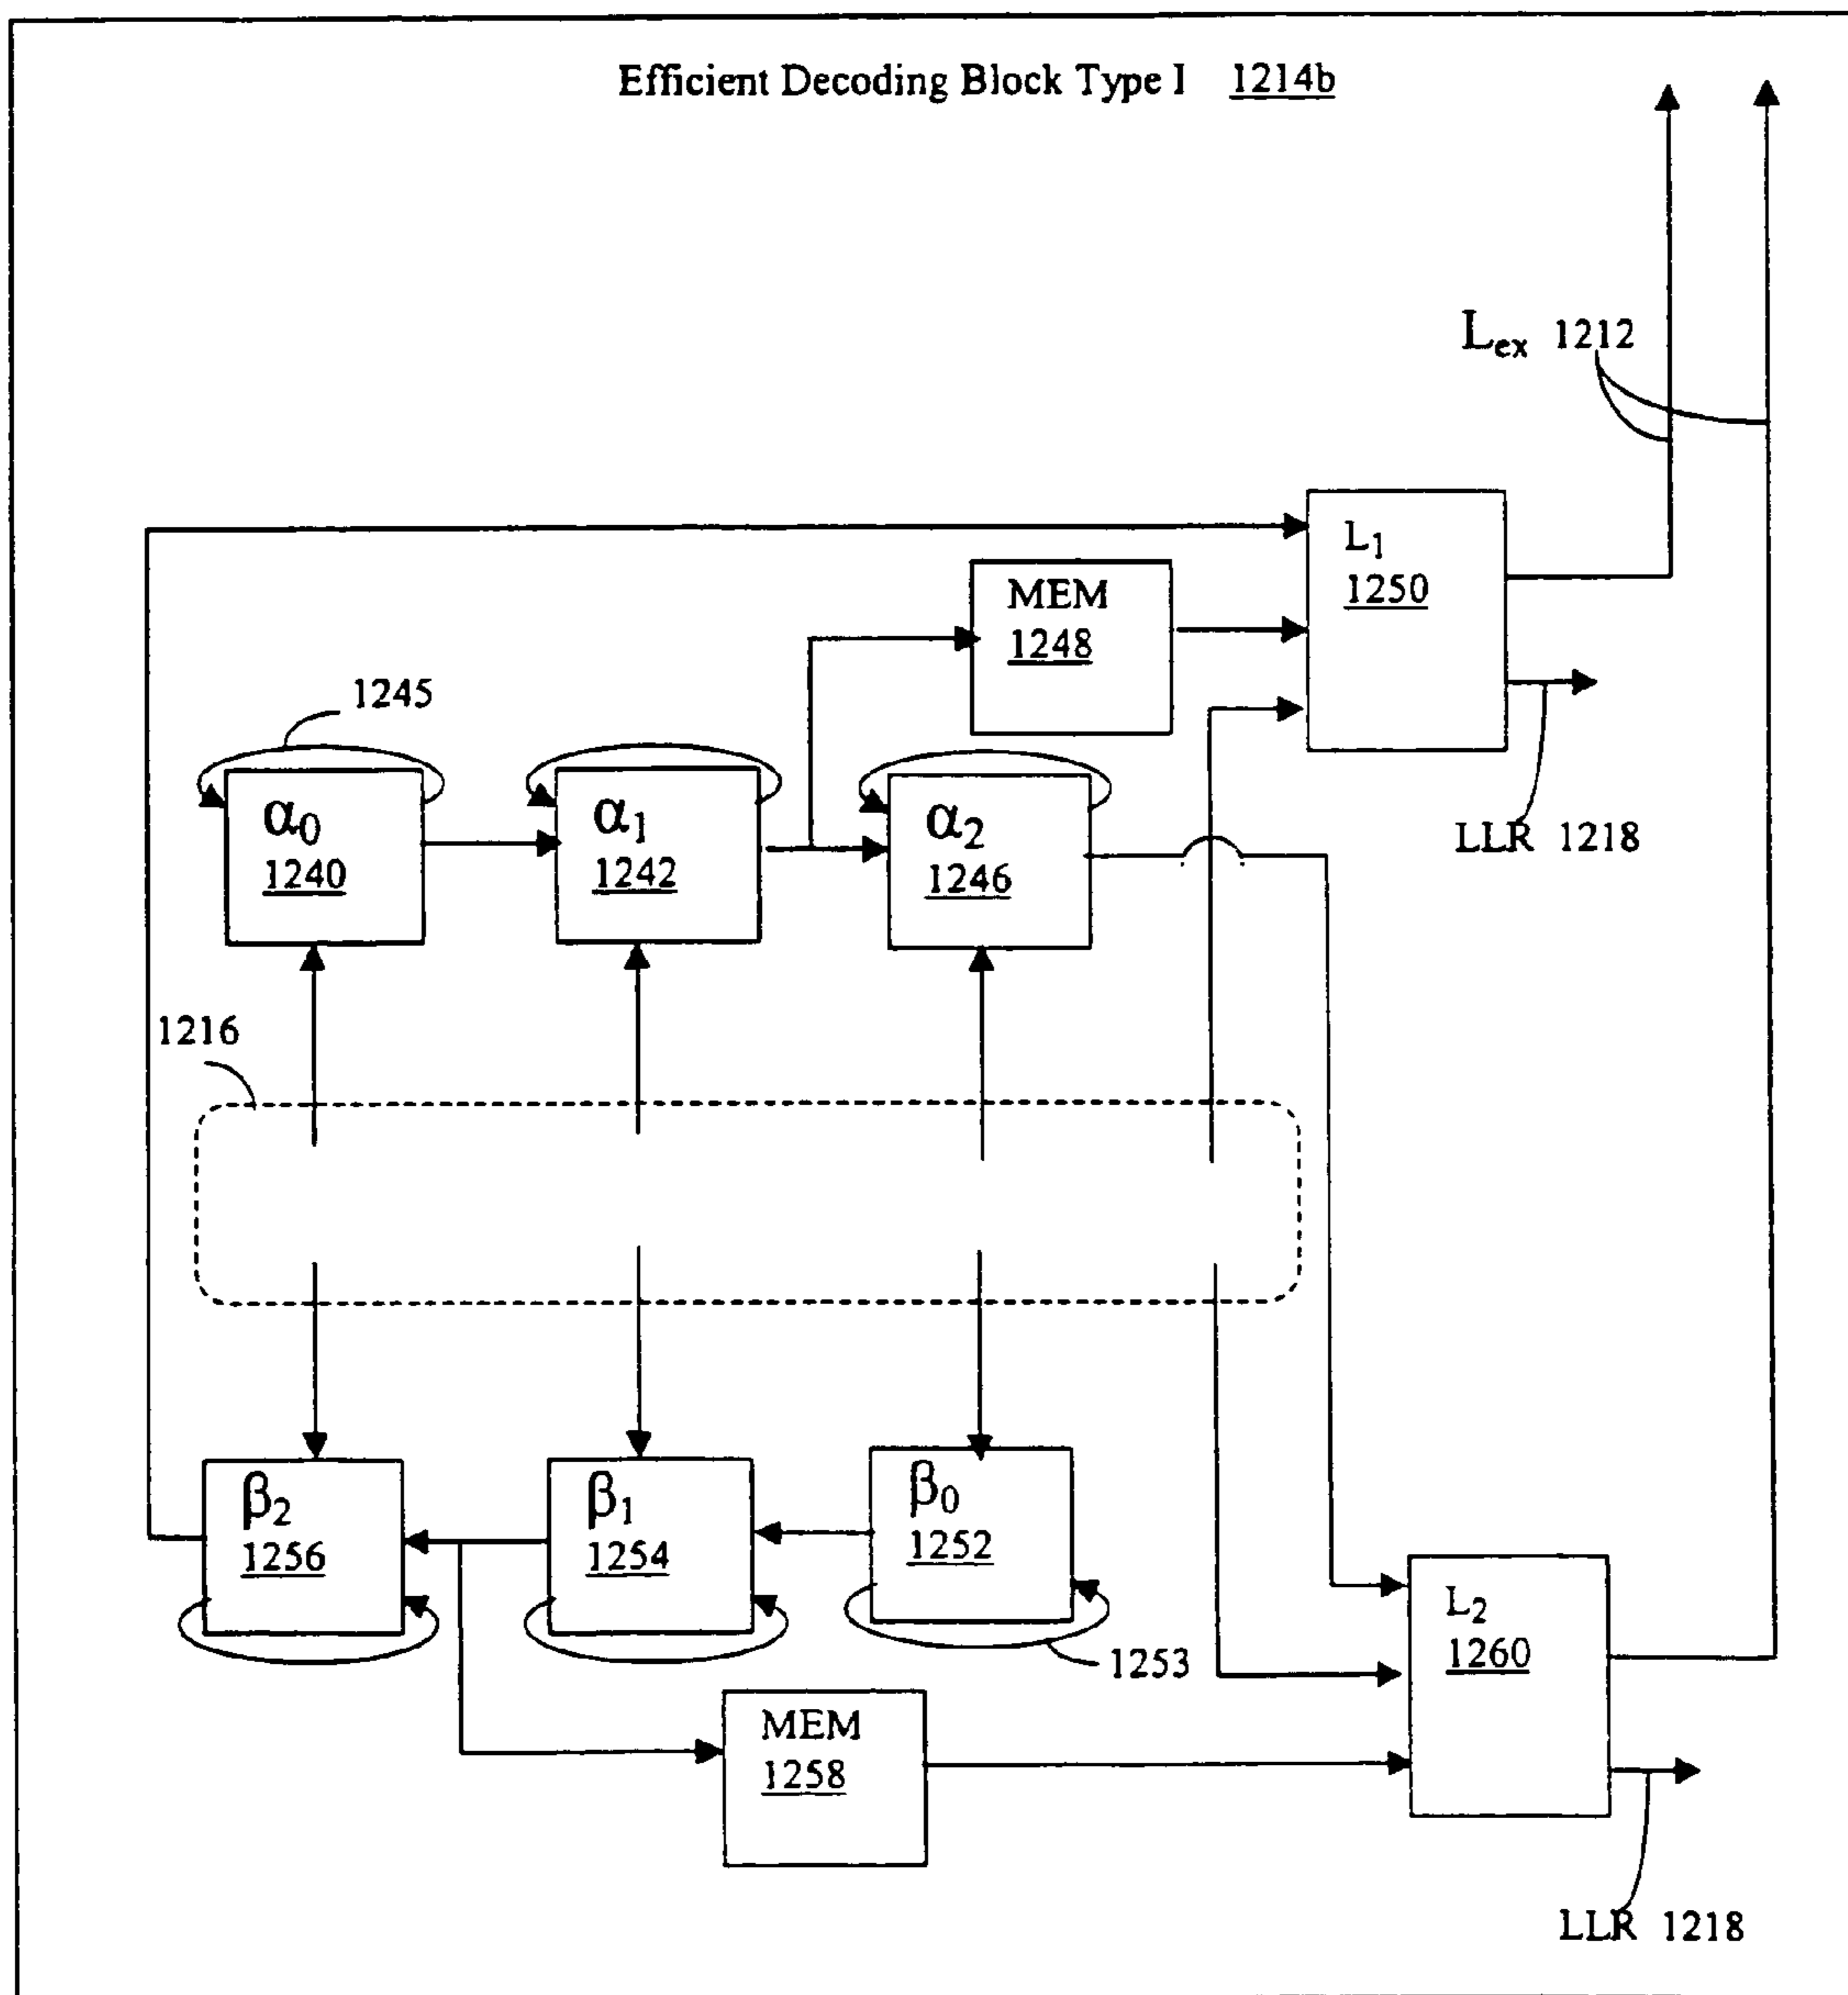 Efficient Decoding Block Type I 1214b
Lex 1212
L1
1250
MEM
1248
1245
LLR 1218
α0
1240
α1
1242
α2
1246
1216
β2
1256
β1
1254
β0
1252
L2
1260
1253
MEM
1258
LLR 1218